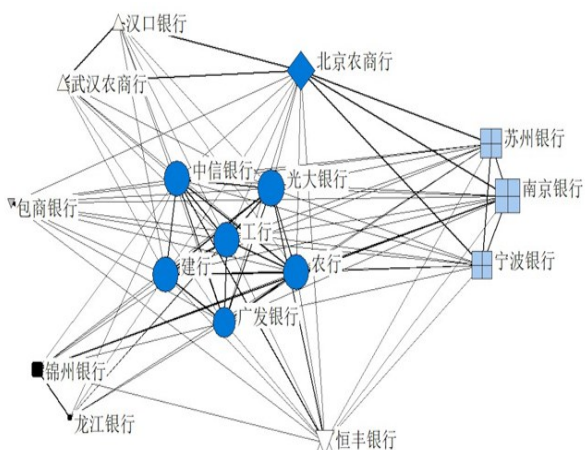 汉口银行
武汉农商行
北京农商行
苏州银行
中信银行
光大银行
南京银行
包商银行
工行
宁波银行
建行
农行
广发银行
锦州银行
龙江银行
恒丰银行